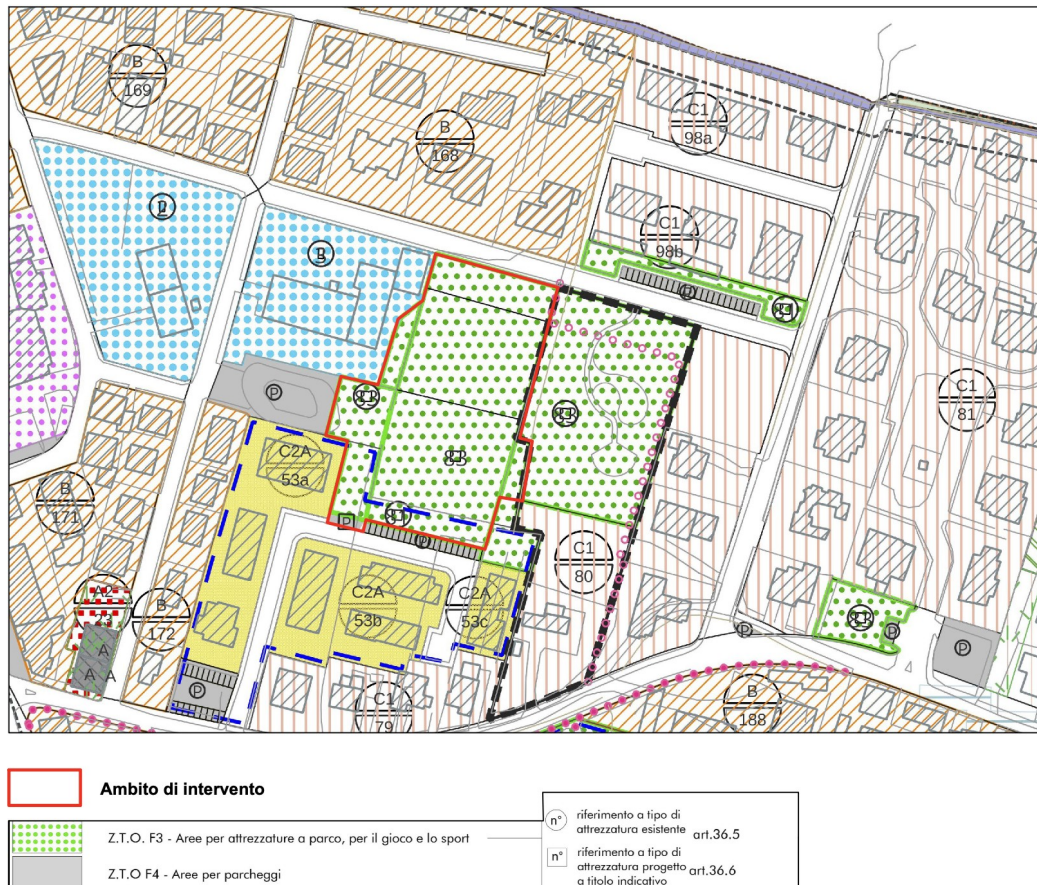 B
169
B
168
C1
98a
C1
98b
P
C1
81
P
C2A
53a
B
171
P
P
C1
80
A2
B
172
C2A
53b
C2A
53c
P
P
P
A
A
A
P
C1
79
B
188
Ambito di intervento
Z.T.O. F3 - Aree per attrezzature a parco, per il gioco e lo sport
n° riferimento a tipo di
attrezzatura esistente art.36.5
Z.T.O F4 - Aree per parcheggi
n° riferimento a tipo di
attrezzatura progetto art.36.6
a titolo indicativo